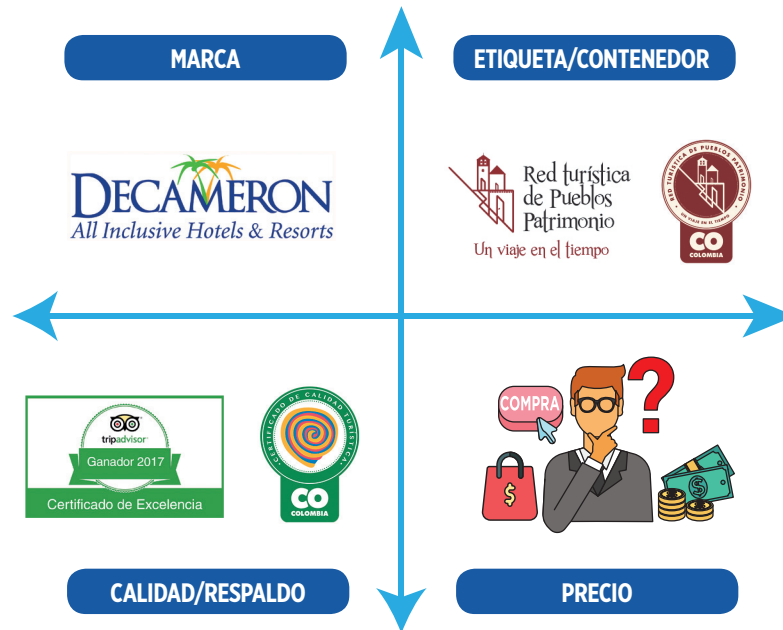 MARCA
ETIQUETA/CONTENEDOR
DECAMERON
All Inclusive Hotels & Resorts
Red turística
de Pueblos
Patrimonio
Un viaje en el tiempo
RED TURÍSTICA DE PUEBLOS PATRIMONIO
UN VIAJE EN EL TIEMPO
CO
COLOMBIA
tripadvisor
Ganador 2017
Certificado de Excelencia
CERTIFICADO DE CALIDAD TURÍSTICA
CO
COLOMBIA
COMPRA
?
$
$
$
CALIDAD/RESPALDO
PRECIO